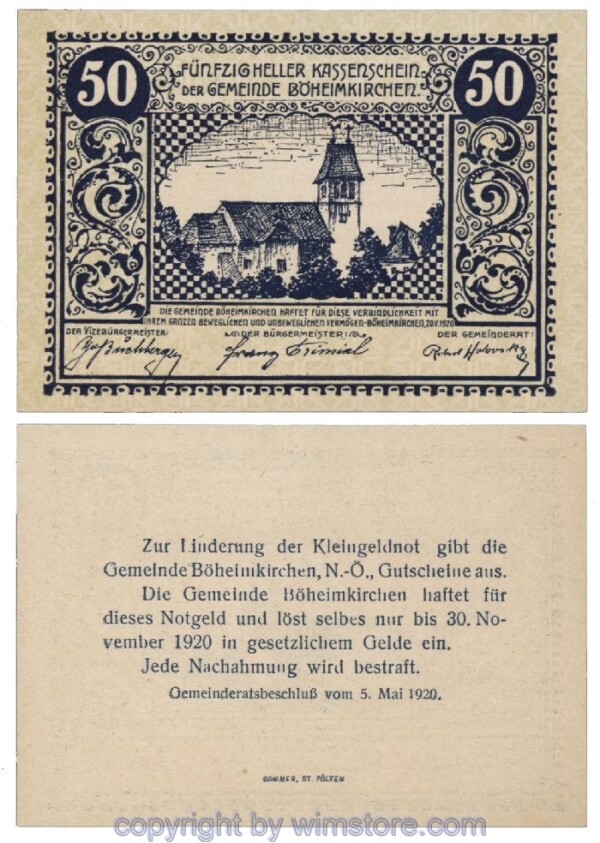 50 50
FÜNFZIG HELLER KASSENSCHEIN
DER GEMEINDE BÖHEIMKIRCHEN.
DIE GEMEINDE BÖHEIMKIRCHEN HAFTET FÜR DIESE VERBINDLICHKEIT MIT
IHREM GANZEN BEWEGLICHEN UND UNBEWEGLICHEN VERMÖGEN-BÖHEIMKIRCHEN, 20.V.1920
DER VIZEBÜRGERMEISTER: DER BÜRGERMEISTER: DER GEMEINDERAT:
Franz
Zur Linderung der Kleingeldnot gibt die
Gemeinde Böheimkirchen, N.-Ö., Gutscheine aus.
Die Gemeinde Böheimkirchen haftet für
dieses Notgeld und löst selbes nur bis 30. No-
vember 1920 in gesetzlichem Gelde ein.
Jede Nachahmung wird bestraft.
Gemeinderatsbeschluß vom 5. Mai 1920.
ST. PÖLTEN
copyright by wimstore.com